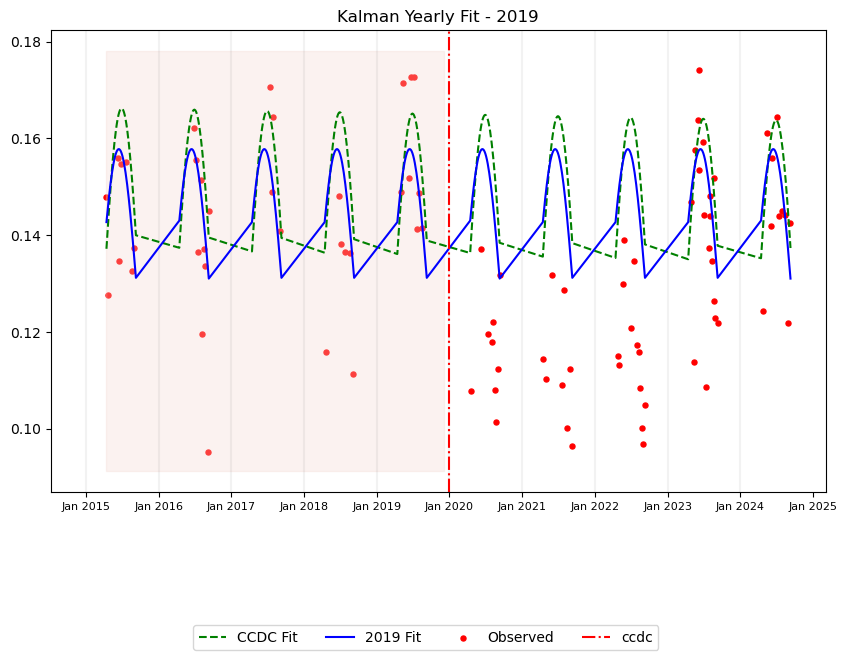 Kalman Yearly Fit - 2019
0.18
0.16
0.14
0.12
0.10
Jan 2015 Jan 2016 Jan 2017 Jan 2018 Jan 2019 Jan 2020 Jan 2021 Jan 2022 Jan 2023 Jan 2024 Jan 2025
CCDC Fit 2019 Fit Observed ccdc